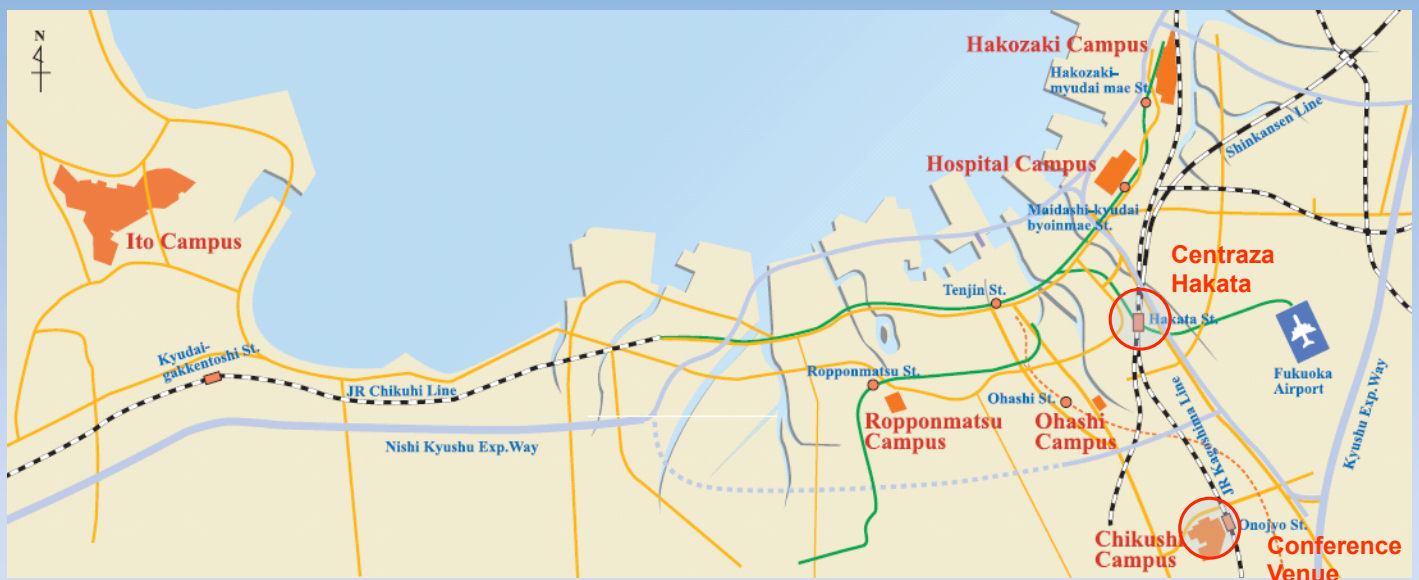 N
Hakozaki Campus
Hakozaki-
myudai mae St.
Shinkansen Line
Hospital Campus
Maidashi-kyudai
byoinmae St.
Ito Campus
Centraza
Hakata
Tenjin St.
Hakata St.
Kyudai-
gakkentoshi St.
JR Chikuhi Line
Ropponmatsu St.
Fukuoka
Airport
Ohashi St.
Ropponmatsu
Campus
Ohashi
Campus
Nishi Kyushu Exp.Way
JR Kagoshima Line
Kyushu Exp.Way
Chikushi
Campus
Onojyo St.
Conference
Venue